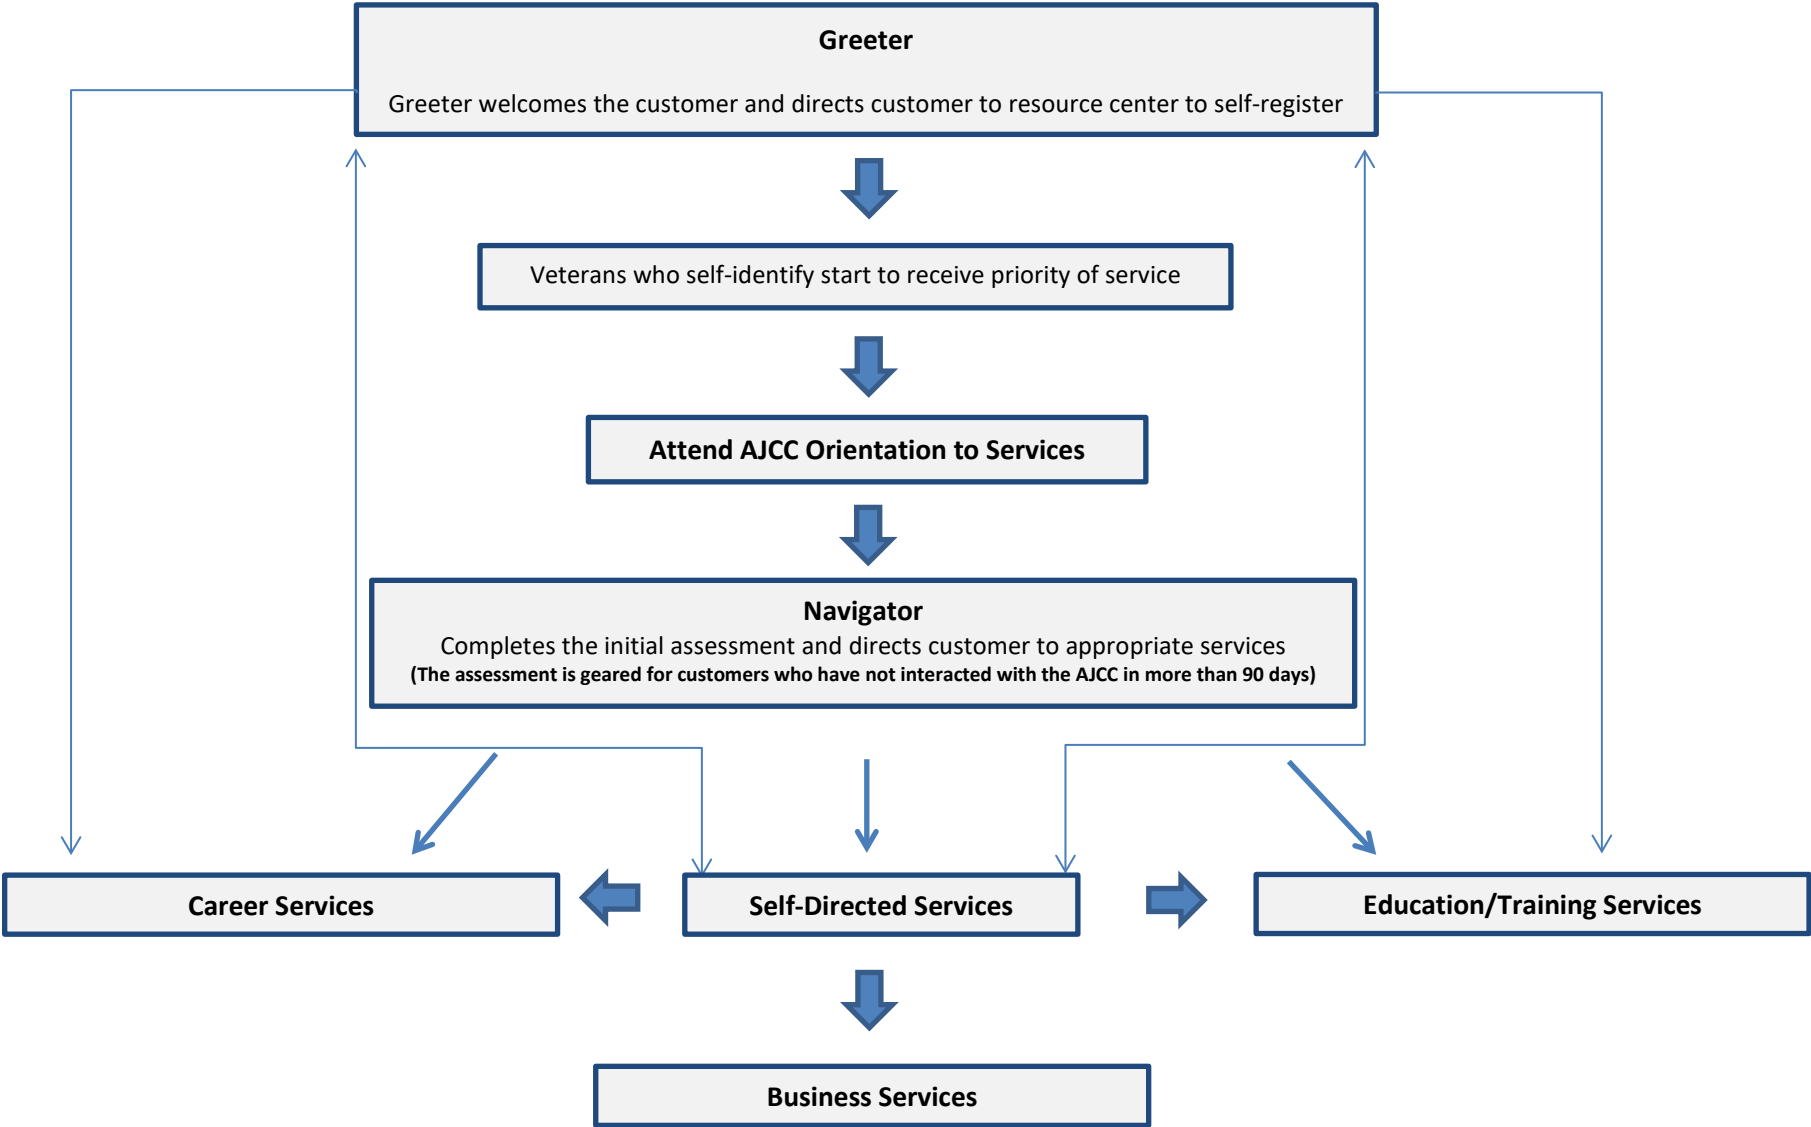 Greeter
Greeter welcomes the customer and directs customer to resource center to self-register
Veterans who self-identify start to receive priority of service
Attend AJCC Orientation to Services
Navigator
Completes the initial assessment and directs customer to appropriate services
(The assessment is geared for customers who have not interacted with the AJCC in more than 90 days)
Career Services
Self-Directed Services
Education/Training Services
Business Services